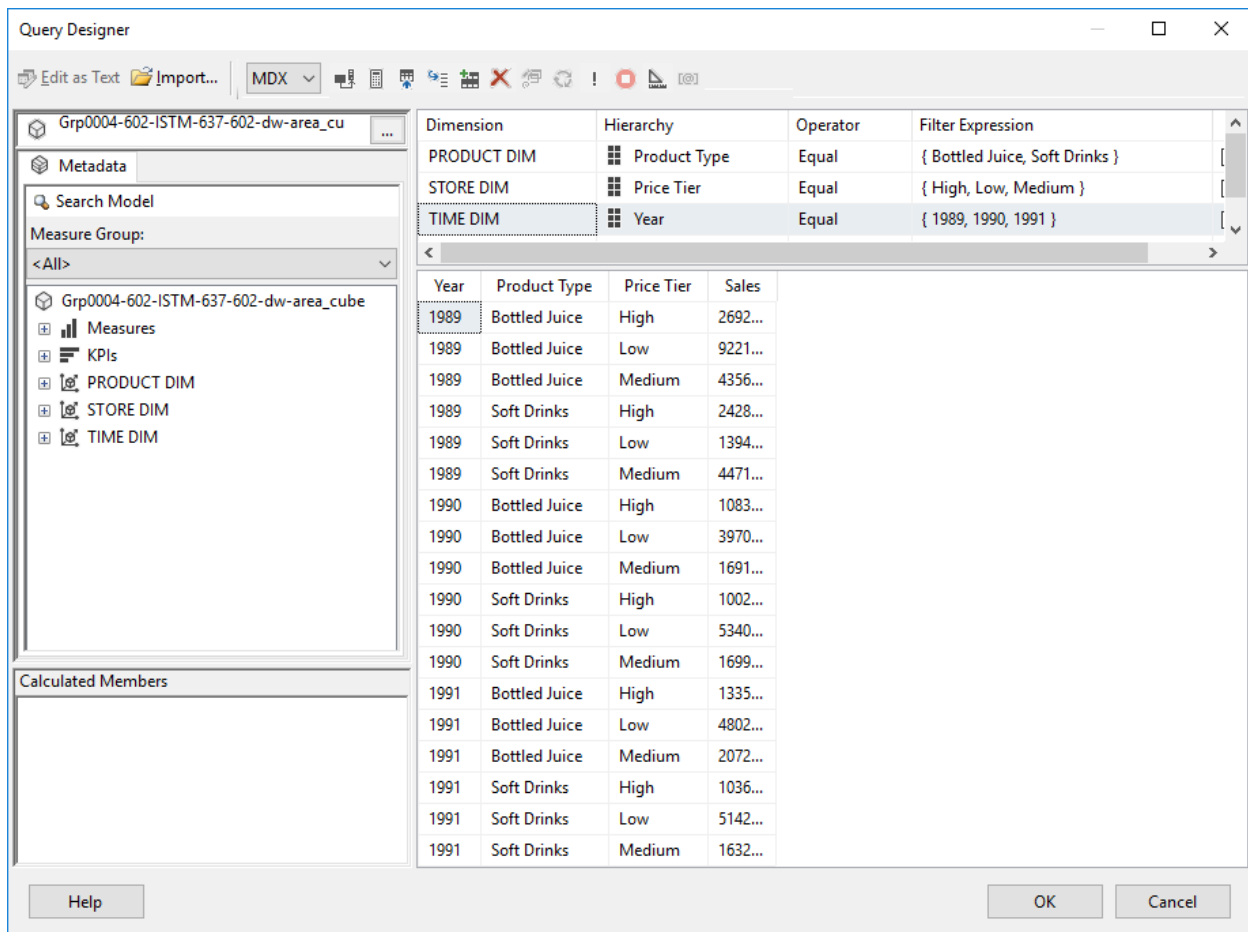 Query Designer
Edit as Text Import... MDX
Grp0004-602-ISTM-637-602-dw-area_cu ...
Metadata
Search Model
Measure Group:
<All>
Grp0004-602-ISTM-637-602-dw-area_cube
Measures
KPIs
PRODUCT DIM
STORE DIM
TIME DIM
Calculated Members
Dimension Hierarchy Operator Filter Expression
PRODUCT DIM Product Type Equal { Bottled Juice, Soft Drinks } [
STORE DIM Price Tier Equal { High, Low, Medium } [
TIME DIM Year Equal { 1989, 1990, 1991 } [
Year Product Type Price Tier Sales
1989 Bottled Juice High 2692...
1989 Bottled Juice Low 9221...
1989 Bottled Juice Medium 4356...
1989 Soft Drinks High 2428...
1989 Soft Drinks Low 1394...
1989 Soft Drinks Medium 4471...
1990 Bottled Juice High 1083...
1990 Bottled Juice Low 3970...
1990 Bottled Juice Medium 1691...
1990 Soft Drinks High 1002...
1990 Soft Drinks Low 5340...
1990 Soft Drinks Medium 1699...
1991 Bottled Juice High 1335...
1991 Bottled Juice Low 4802...
1991 Bottled Juice Medium 2072...
1991 Soft Drinks High 1036...
1991 Soft Drinks Low 5142...
1991 Soft Drinks Medium 1632...
Help OK Cancel